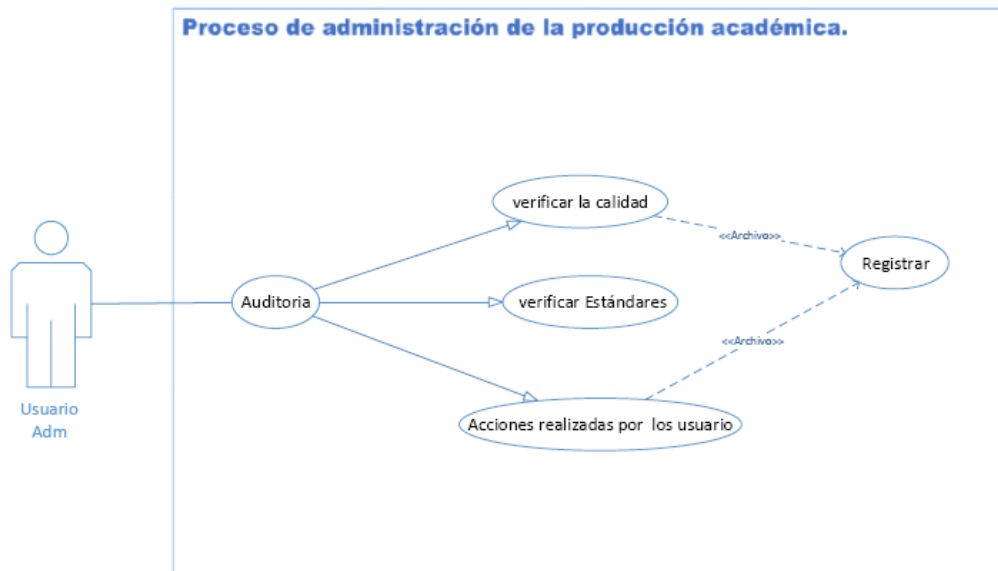 Proceso de administración de la producción académica.
verificar la calidad
<<Archivo>>
Registrar
Auditoria
verificar Estándares
<<Archivo>>
Acciones realizadas por los usuario
Usuario
Adm